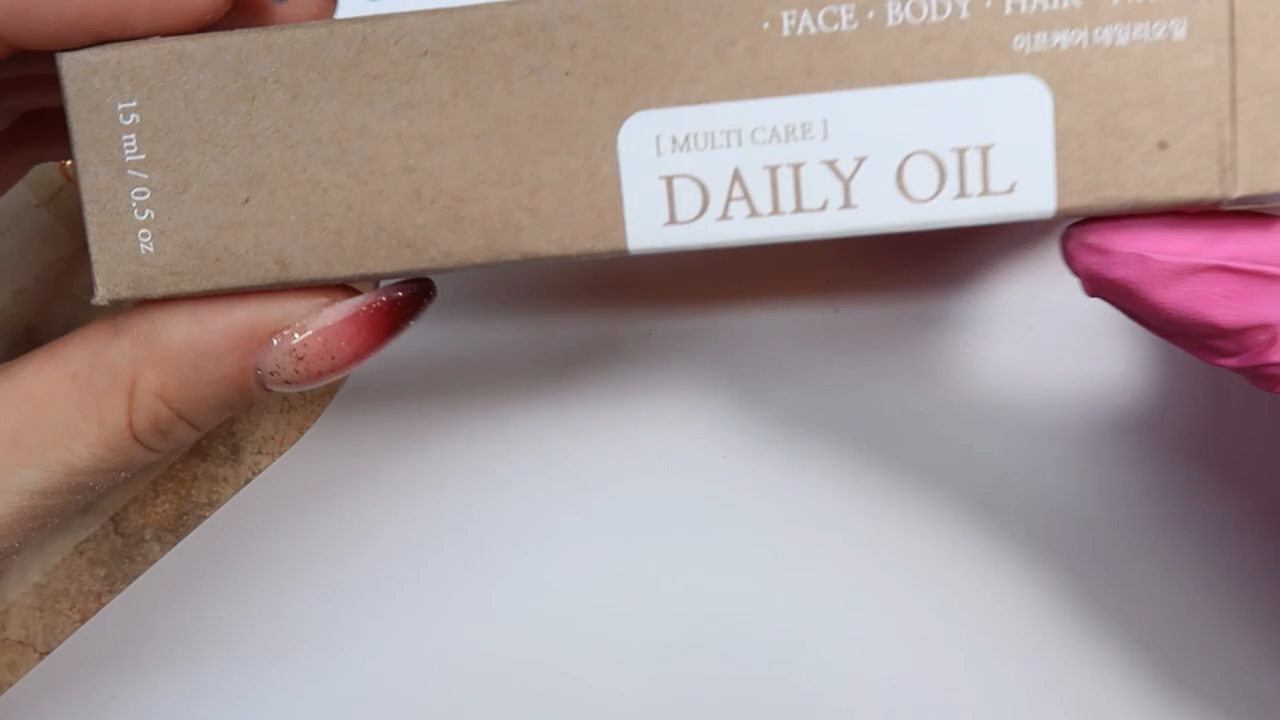 · FACE · BODY · HAIR ·
이프케어 데일리오일
[ MULTI CARE ]
DAILY OIL
15 ml / 0.5 oz